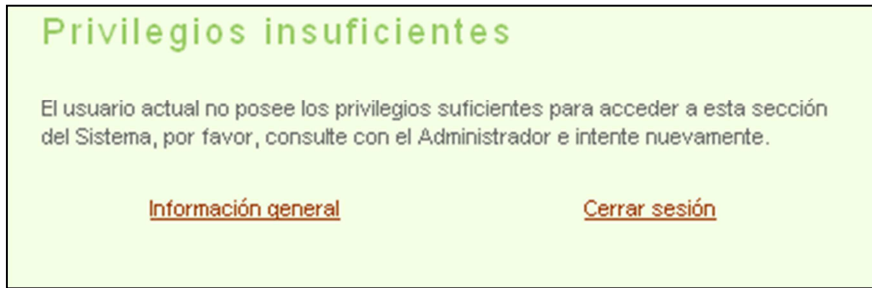 Privilegios insuficientes
El usuario actual no posee los privilegios suficientes para acceder a esta sección
del Sistema, por favor, consulte con el Administrador e intente nuevamente.
Información general Cerrar sesión